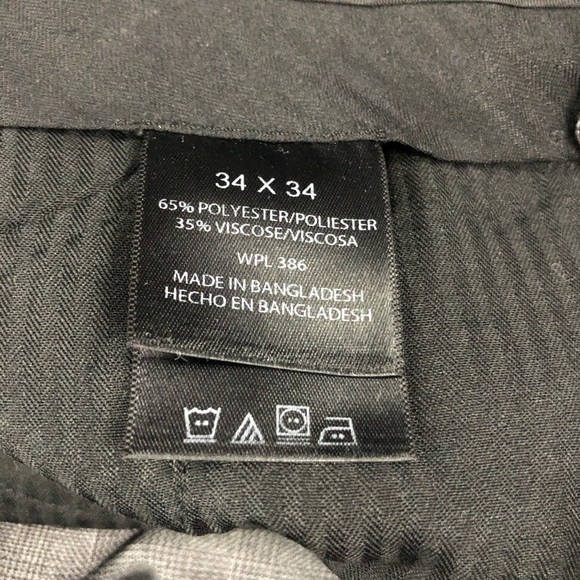 34 X 34
65% POLYESTER/POLIESTER
35% VISCOSE/VISCOSA
WPL 386
MADE IN BANGLADESH
HECHO EN BANGLADESH